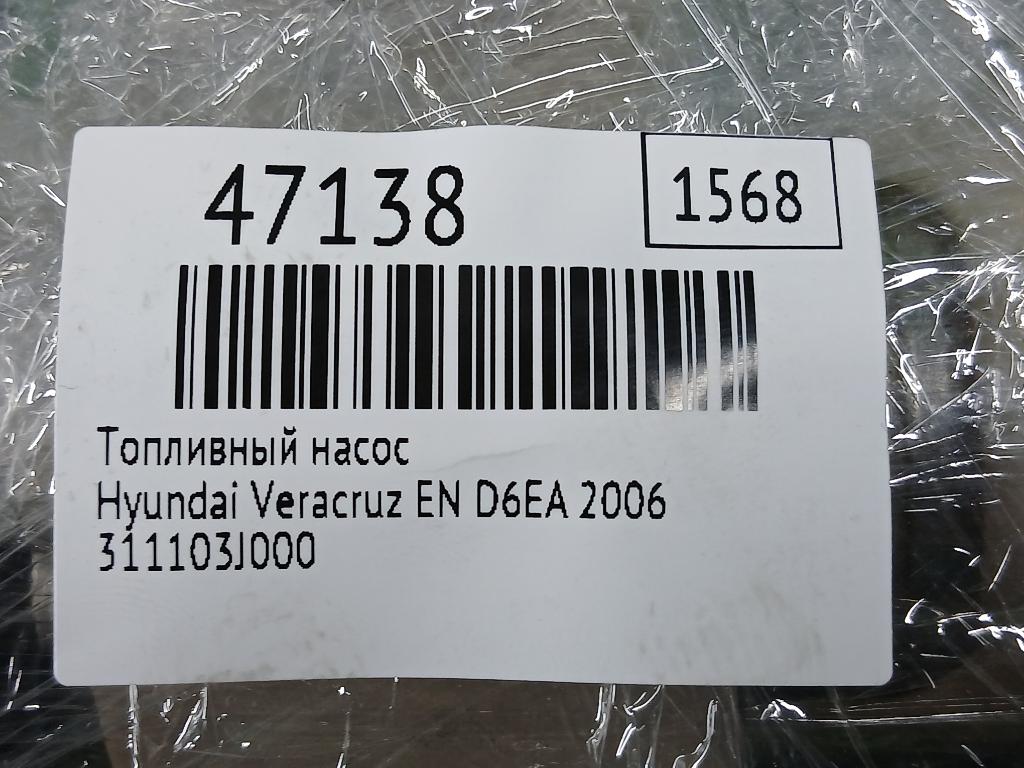 47138
1568
Топливный насос
Hyundai Veracruz EN D6EA 2006
311103J000